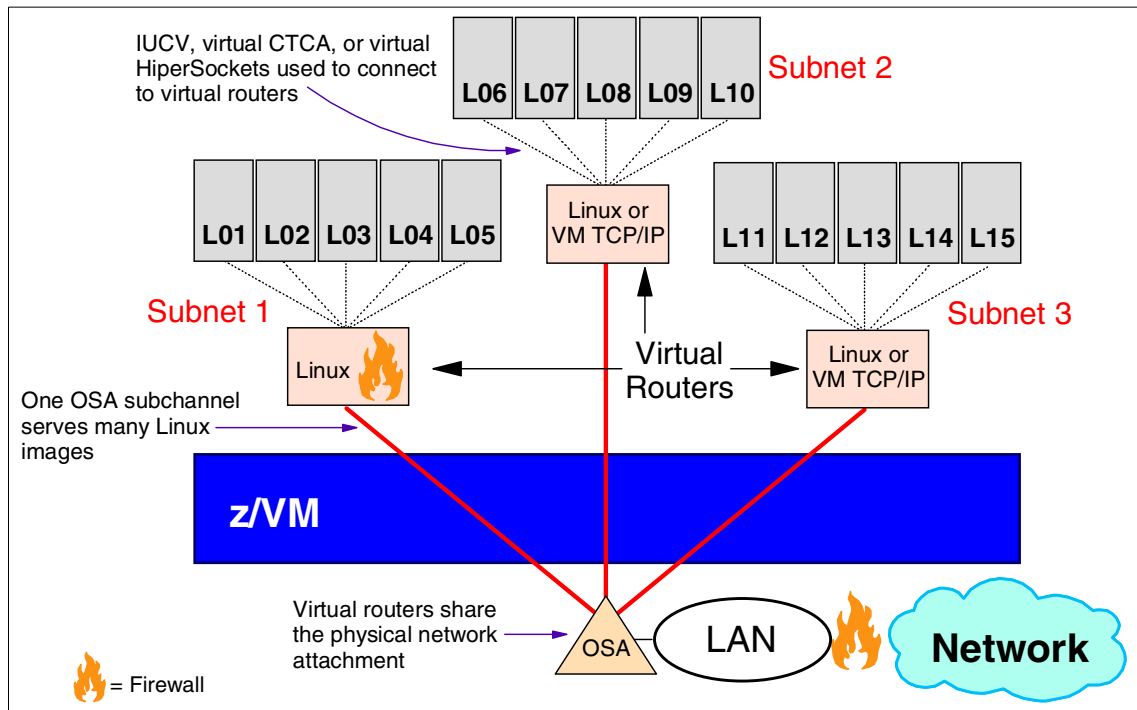 IUCV, virtual CTCA, or virtual
HiperSockets used to connect
to virtual routers
L06 L07 L08 L09 L10
Subnet 2
L01 L02 L03 L04 L05
Linux or
VM TCP/IP
L11 L12 L13 L14 L15
Subnet 1
Subnet 3
Linux
Virtual
Routers
Linux or
VM TCP/IP
One OSA subchannel
serves many Linux
images
z/VM
Virtual routers share
the physical network
attachment
OSA
LAN
Network
= Firewall